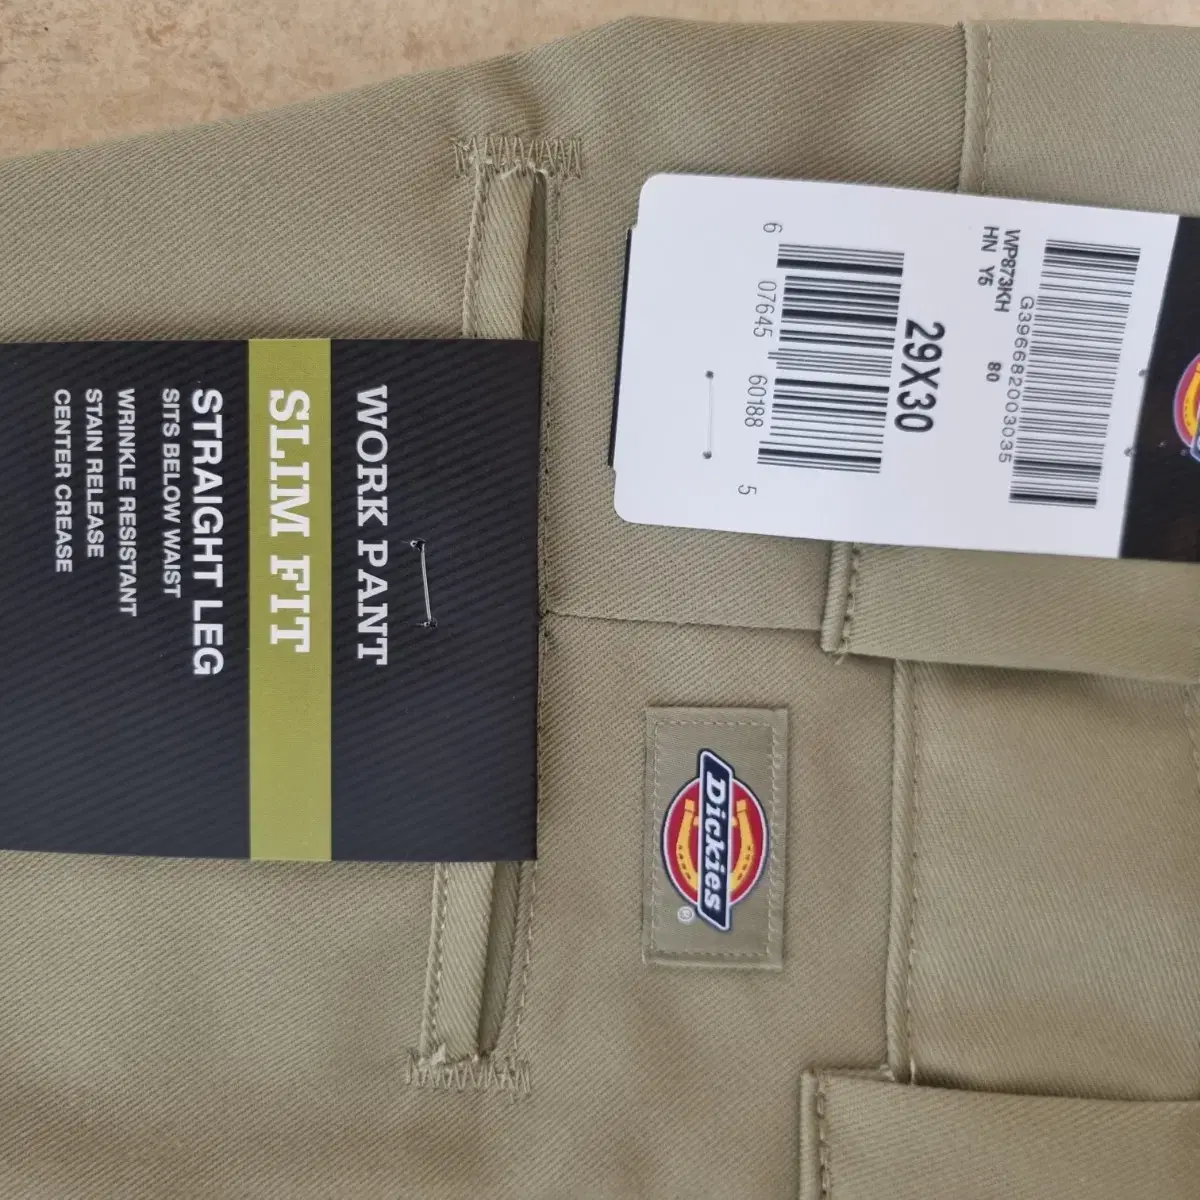 WORK PANT
SLIM FIT
STRAIGHT LEG
SITS BELOW WAIST
WRINKLE RESISTANT
STAIN RELEASE
CENTER CREASE
G396682003035
WP873KH 80
HN Y5
29X30
6 07645 60188 5
Dickies®